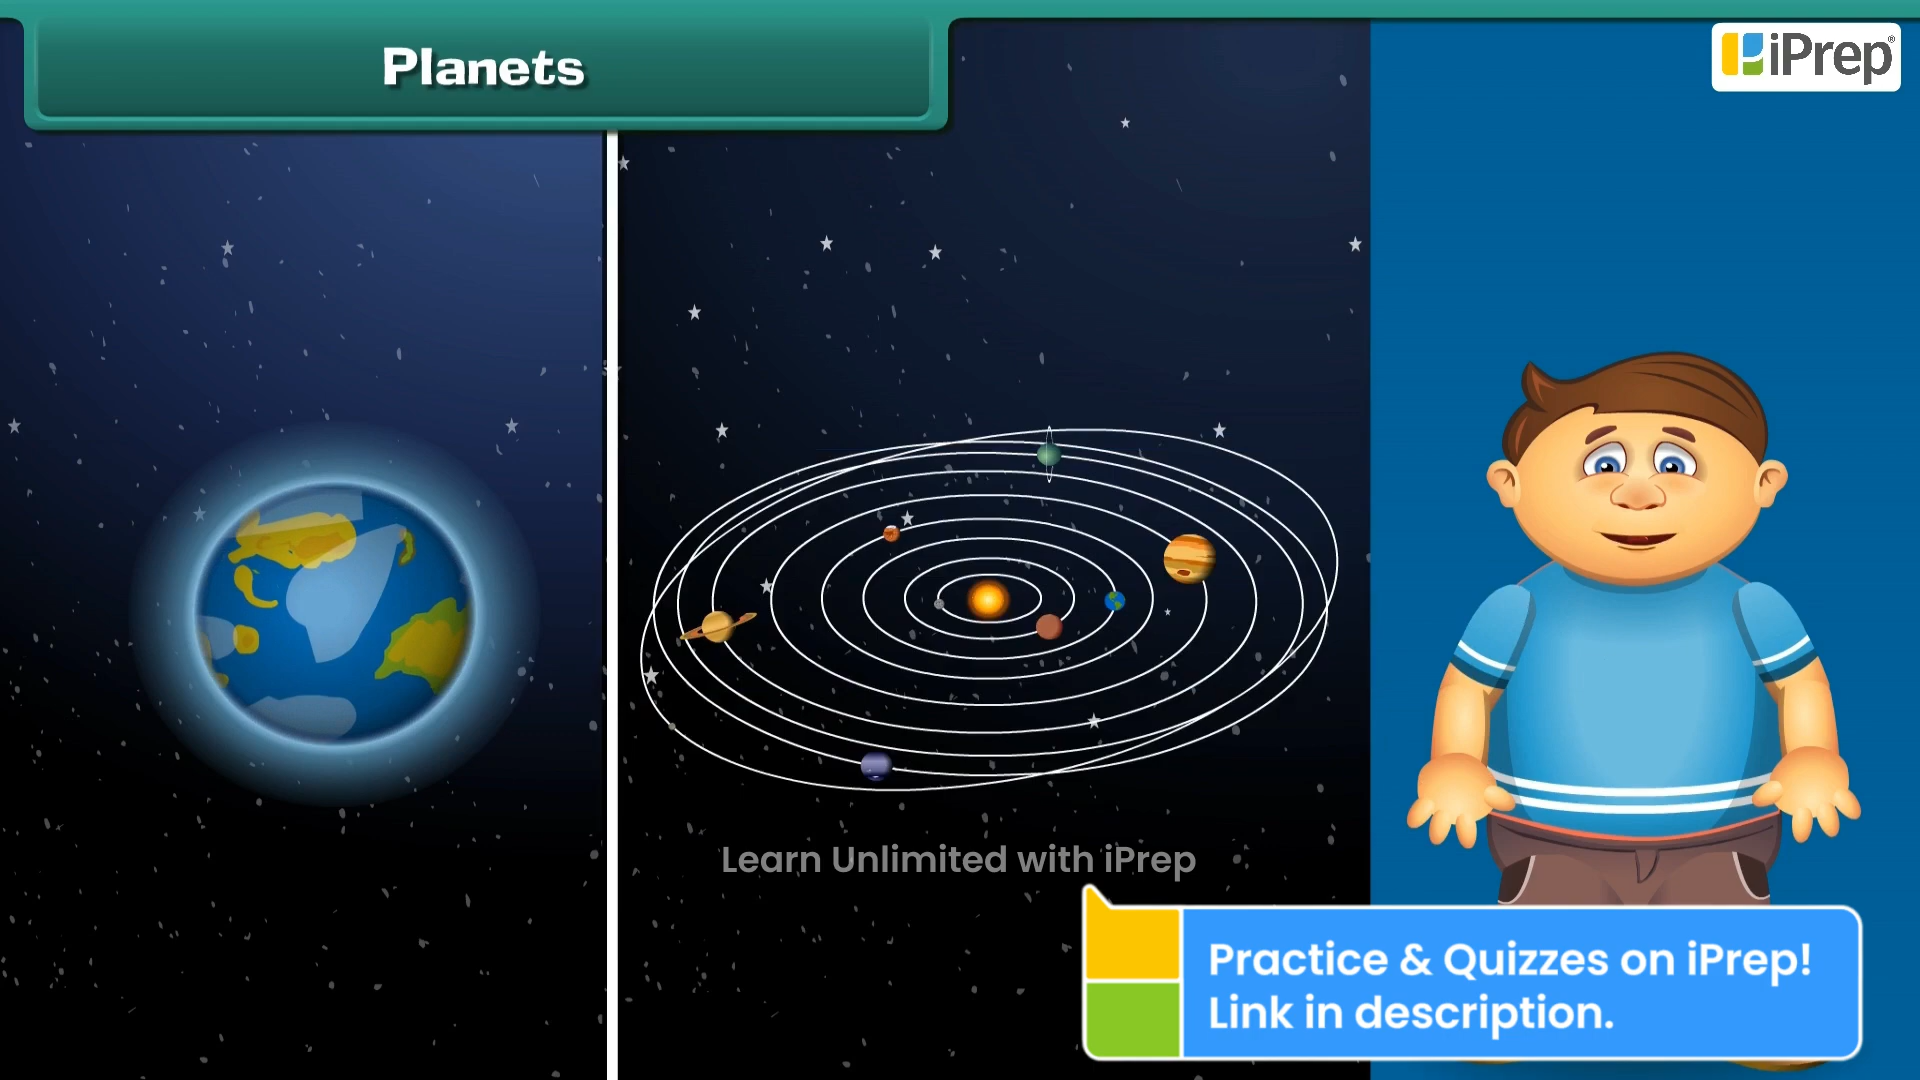 Planets
iPrep®
Learn Unlimited with iPrep
Practice & Quizzes on iPrep!
Link in description.